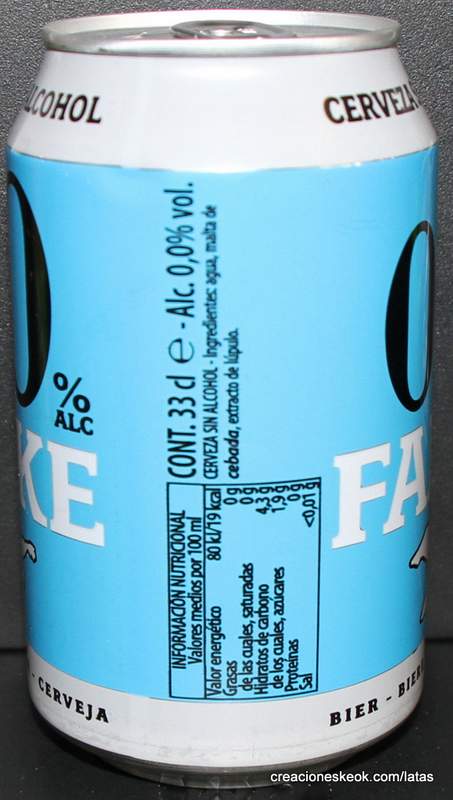 ALCOHOL
CERVEZA
0
% 
ALC
KE
FA
- CERVEJA
BIER - BIER
CONT. 33 cl e - Alc. 0,0% vol.
CERVEZA SIN ALCOHOL - Ingredientes: agua, malta de
cebada, extracto de lúpulo.
INFORMACIÓN NUTRICIONAL
Valores medios por 100 ml
Valor energético 80 kJ/19 kcal
Grasas 0 g
de las cuales, saturadas 0 g
Hidratos de carbono 4,3 g
de los cuales, azúcares 1,9 g
Proteínas 0 g
Sal <0,01 g
creacioneskeok.com/latas